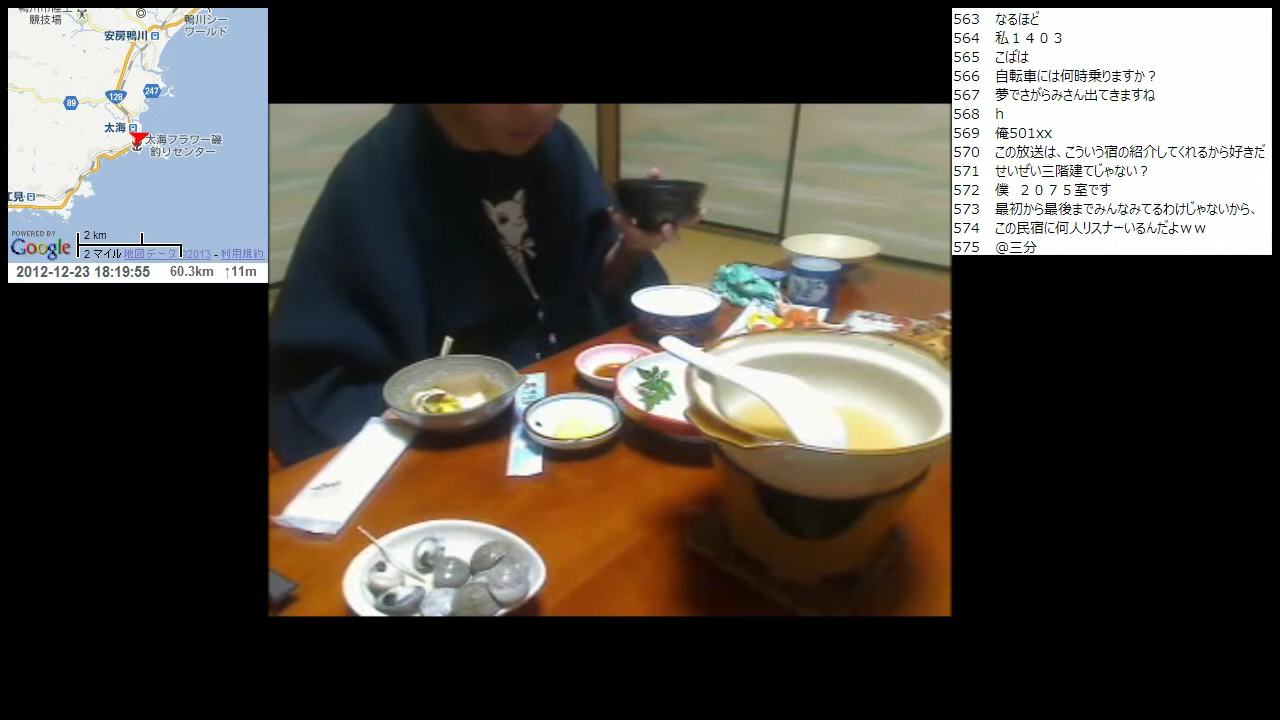 鴨川シー
ワールド
競技場
安房鴨川
89
128
247
太海
太海フラワー磯
釣りセンター
江見
POWERED BY
Google
2 km
2 マイル
地図データ ©2013 - 利用規約
2012-12-23 18:19:55 60.3km ↑11m
563 なるほど
564 私１４０３
565 こばは
566 自転車には何時乗りますか？
567 夢でさがらみさん出てきますね
568 h
569 俺501xx
570 この放送は、こういう宿の紹介してくれるから好きだ
571 せいぜい三階建てじゃない？
572 僕 ２０７５室です
573 最初から最後までみんなみてるわけじゃないから、
574 この民宿に何人リスナーいるんだよｗｗ
575 @三分